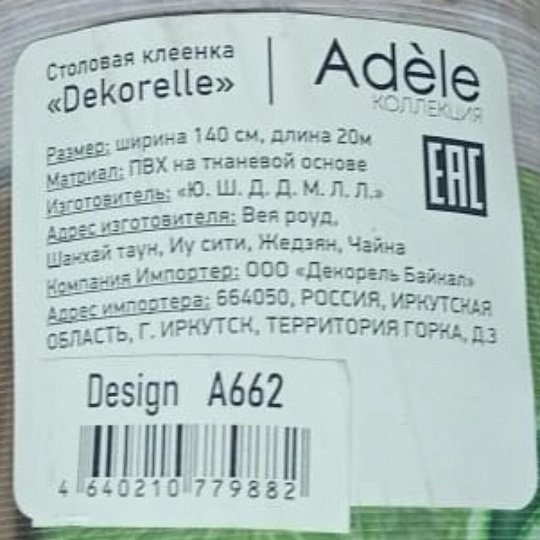 Столовая клеенка
«Dekorelle»
Adèle
КОЛЛЕКЦИЯ
Размер: ширина 140 см, длина 20м
Матриал: ПВХ на тканевой основе
Изготовитель: «Ю. Ш. Д. Д. М. Л. Л.»
Адрес изготовителя: Вея роуд,
Шанхай таун, Иу сити, Жедзян, Чайна
Компания Импортер: ООО «Декорель Байкал»
Адрес импортера: 664050, РОССИЯ, ИРКУТСКАЯ
ОБЛАСТЬ, Г. ИРКУТСК, ТЕРРИТОРИЯ ГОРКА, Д.3
EAC
Design A662
4 640210 779882